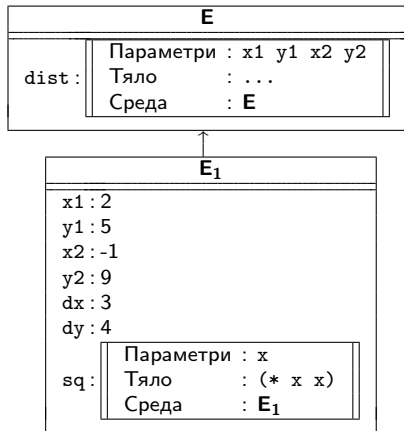 E
Параметри : x1 y1 x2 y2
dist : Тяло : ...
Среда : E
E1
x1 : 2
y1 : 5
x2 : -1
y2 : 9
dx : 3
dy : 4
Параметри : x
sq : Тяло : (* x x)
Среда : E1